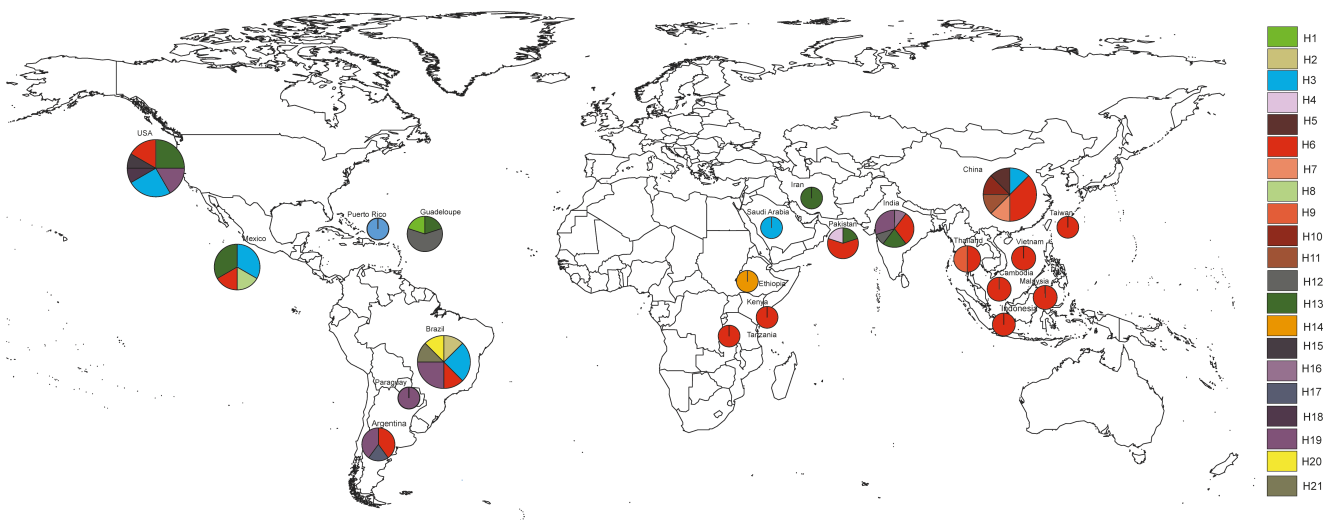 USA
Mexico
Puerto Rico
Guadeloupe
Brazil
Paraguay
Argentina
Iran
Saudi Arabia
Pakistan
India
China
Taiwan
Thailand
Vietnam
Cambodia
Malaysia
Indonesia
Ethiopia
Kenya
Tanzania
H1
H2
H3
H4
H5
H6
H7
H8
H9
H10
H11
H12
H13
H14
H15
H16
H17
H18
H19
H20
H21